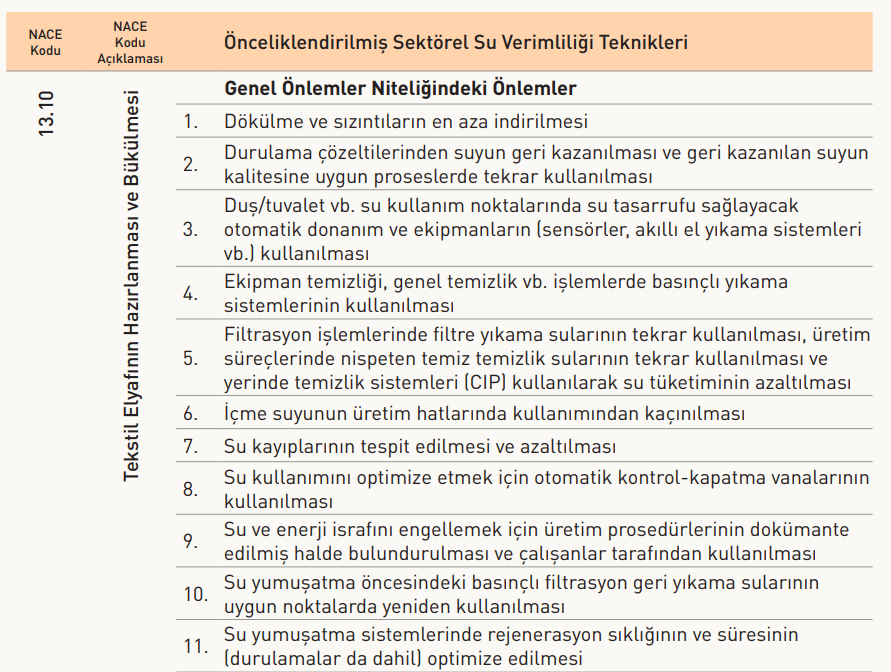 NACE
Kodu
NACE
Kodu
Açıklaması
Önceliklendirilmiş Sektörel Su Verimliliği Teknikleri
13.10
Tekstil Elyafının Hazırlanması ve Bükülmesi
Genel Önlemler Niteliğindeki Önlemler
1. Dökülme ve sızıntıların en aza indirilmesi
2. Durulama çözeltilerinden suyun geri kazanılması ve geri kazanılan suyun
kalitesine uygun proseslerde tekrar kullanılması
3. Duş/tuvalet vb. su kullanım noktalarında su tasarrufu sağlayacak
otomatik donanım ve ekipmanların (sensörler, akıllı el yıkama sistemleri
vb.) kullanılması
4. Ekipman temizliği, genel temizlik vb. işlemlerde basınçlı yıkama
sistemlerinin kullanılması
5. Filtrasyon işlemlerinde filtre yıkama sularının tekrar kullanılması, üretim
süreçlerinde nispeten temiz temizlik sularının tekrar kullanılması ve
yerinde temizlik sistemleri (CIP) kullanılarak su tüketiminin azaltılması
6. İçme suyunun üretim hatlarında kullanımından kaçınılması
7. Su kayıplarının tespit edilmesi ve azaltılması
8. Su kullanımını optimize etmek için otomatik kontrol-kapatma vanalarının
kullanılması
9. Su ve enerji israfını engellemek için üretim prosedürlerinin dokümante
edilmiş halde bulundurulması ve çalışanlar tarafından kullanılması
10. Su yumuşatma öncesindeki basınçlı filtrasyon geri yıkama sularının
uygun noktalarda yeniden kullanılması
11. Su yumuşatma sistemlerinde rejenerasyon sıklığının ve süresinin
(durulamalar da dahil) optimize edilmesi